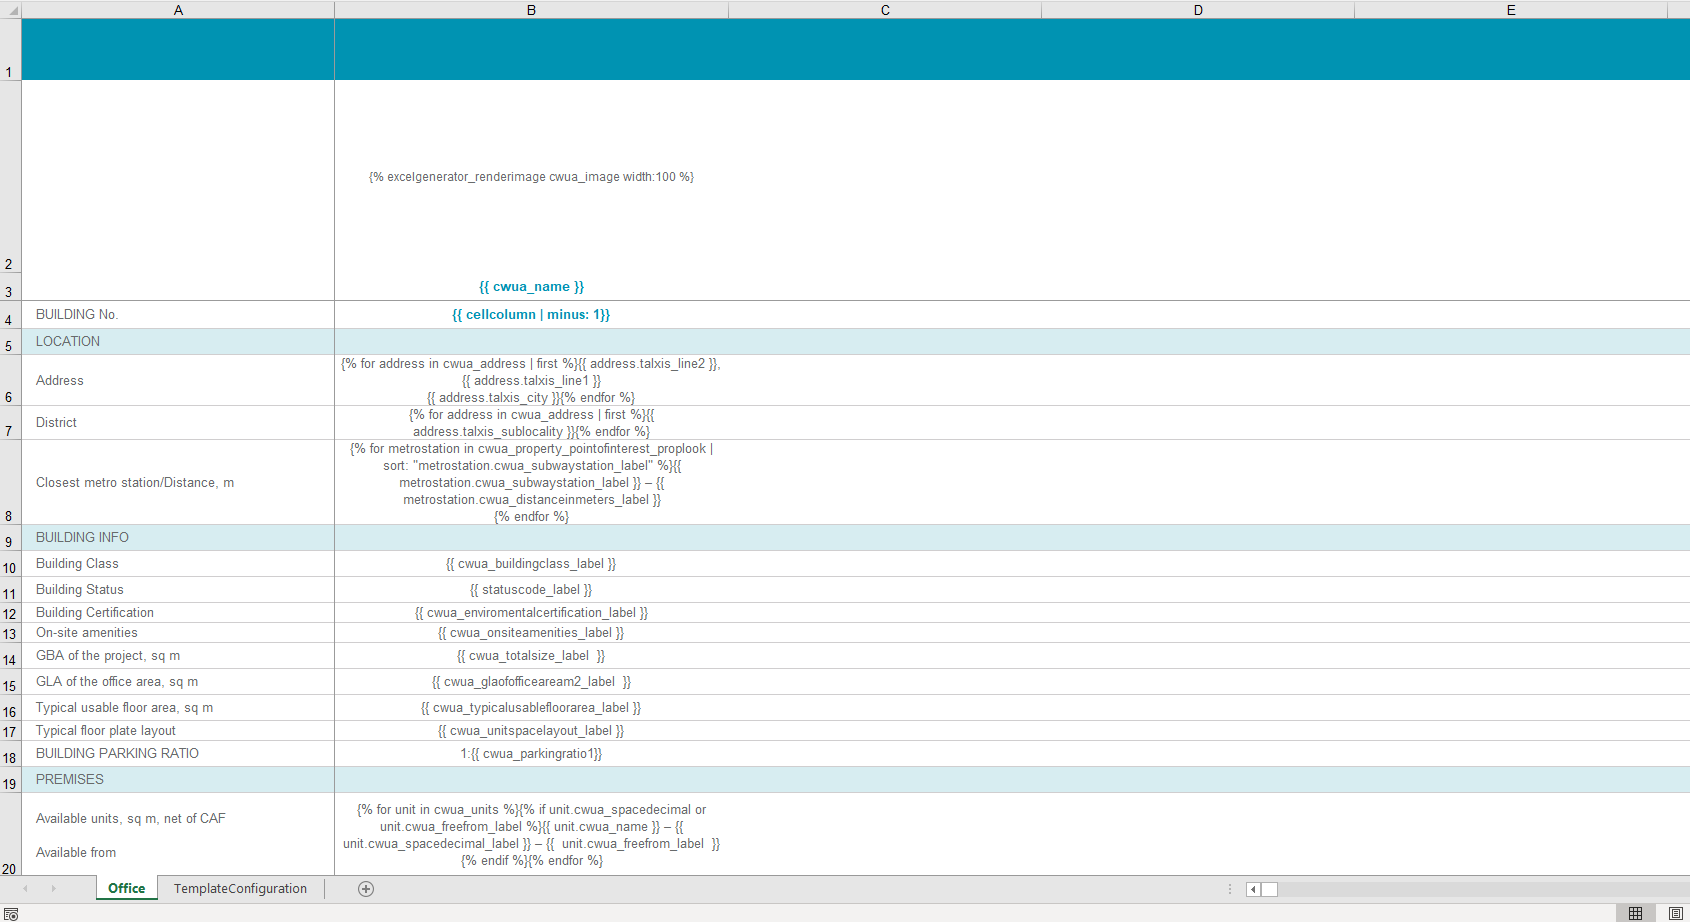 A B C D E
1
{% excelgenerator_renderimage cwua_image width:100 %}
2
{{ cwua_name }}
3
BUILDING No. {{ cellcolumn | minus: 1}}
4
LOCATION
5
{% for address in cwua_address | first %}{{ address.talxis_line2 }},
Address {{ address.talxis_line1 }}
6 {{ address.talxis_city }}{% endfor %}
{% for address in cwua_address | first %}{{
District
7 address.talxis_sublocality }}{% endfor %}
{% for metrostation in cwua_property_pointofinterest_proplook |
sort: "metrostation.cwua_subwaystation_label" %}{{
Closest metro station/Distance, m metrostation.cwua_subwaystation_label }} – {{
metrostation.cwua_distanceinmeters_label }}
8 {% endfor %}
9 BUILDING INFO
10 Building Class {{ cwua_buildingclass_label }}
11 Building Status {{ statuscode_label }}
12 Building Certification {{ cwua_enviromentalcertification_label }}
13 On-site amenities {{ cwua_onsiteamenities_label }}
14 GBA of the project, sq m {{ cwua_totalsize_label  }}
15 GLA of the office area, sq m {{ cwua_glaofofficeaream2_label  }}
16 Typical usable floor area, sq m {{ cwua_typicalusablefloorarea_label }}
17 Typical floor plate layout {{ cwua_unitspacelayout_label }}
18 BUILDING PARKING RATIO 1:{{ cwua_parkingratio1}}
19 PREMISES
{% for unit in cwua_units %}{% if unit.cwua_spacedecimal or
Available units, sq m, net of CAF unit.cwua_freefrom_label %}{{ unit.cwua_name }} – {{
unit.cwua_spacedecimal_label }} – {{  unit.cwua_freefrom_label  }}
Available from {% endif %}{% endfor %}
20
Office TemplateConfiguration